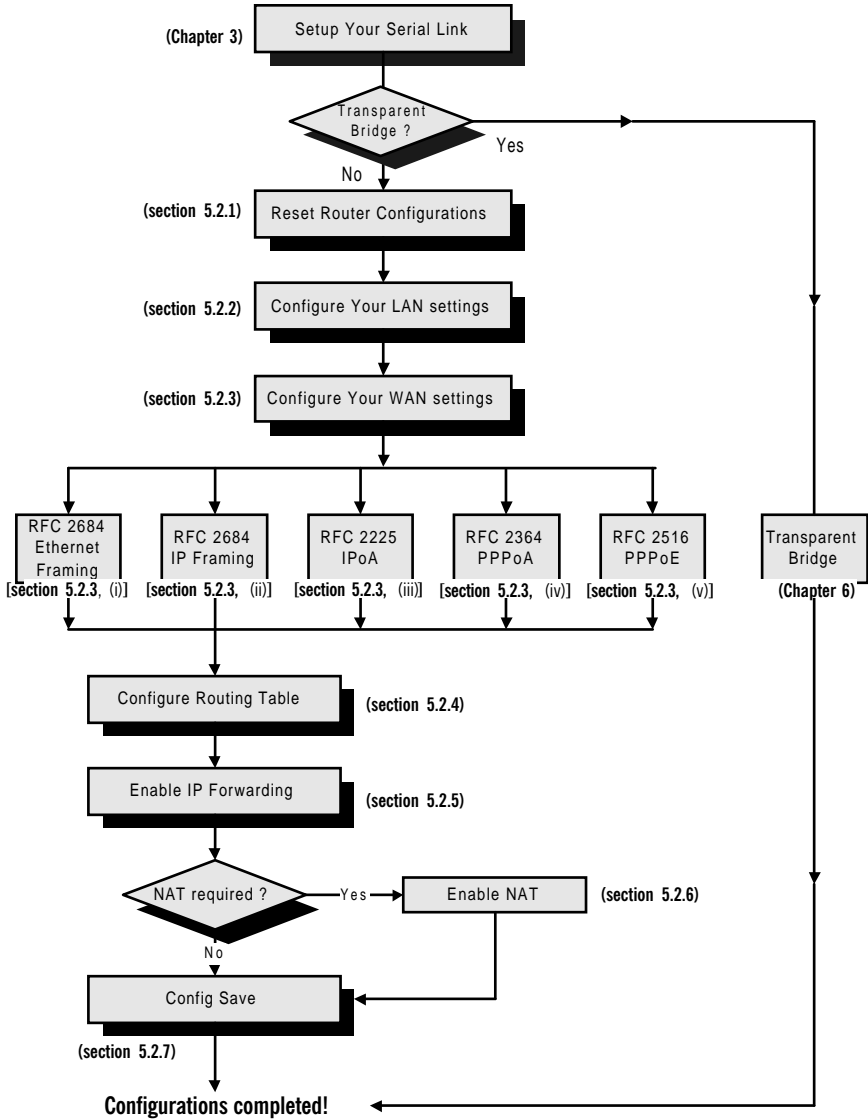 (Chapter 3)
Setup Your Serial Link
Transparent
Bridge ?
Yes
No
(section 5.2.1)
Reset Router Configurations
(section 5.2.2)
Configure Your LAN settings
(section 5.2.3)
Configure Your WAN settings
RFC 2684
Ethernet
Framing
[section 5.2.3, (i)]
RFC 2684
IP Framing
[section 5.2.3, (ii)]
RFC 2225
IPoA
[section 5.2.3, (iii)]
RFC 2364
PPPoA
[section 5.2.3, (iv)]
RFC 2516
PPPoE
[section 5.2.3, (v)]
Transparent
Bridge
(Chapter 6)
Configure Routing Table
(section 5.2.4)
Enable IP Forwarding
(section 5.2.5)
NAT required ?
Yes
Enable NAT
(section 5.2.6)
No
Config Save
(section 5.2.7)
Configurations completed!